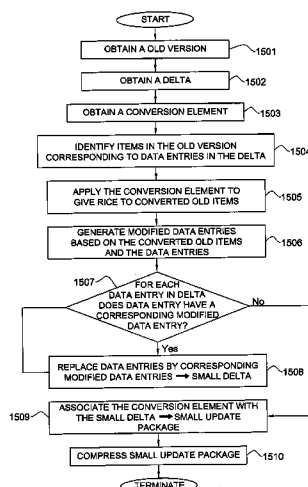 START
OBTAIN A OLD VERSION
1501
OBTAIN A DELTA
1502
OBTAIN A CONVERSION ELEMENT
1503
IDENTIFY ITEMS IN THE OLD VERSION
CORRESPONDING TO DATA ENTRIES IN THE DELTA
1504
APPLY THE CONVERSION ELEMENT TO
GIVE RICE TO CONVERTED OLD ITEMS
1505
GENERATE MODIFIED DATA ENTRIES
BASED ON THE CONVERTED OLD ITEMS
AND THE DATA ENTRIES
1506
1507
FOR EACH
DATA ENTRY IN DELTA
DOES DATA ENTRY HAVE A
CORRESPONDING MODIFIED
DATA ENTRY?
No
Yes
REPLACE DATA ENTRIES BY CORRESPONDING
MODIFIED DATA ENTRIES → SMALL DELTA
1508
1509
ASSOCIATE THE CONVERSION ELEMENT WITH
THE SMALL DELTA → SMALL UPDATE
PACKAGE
COMPRESS SMALL UPDATE PACKAGE
1510
TERMINATE